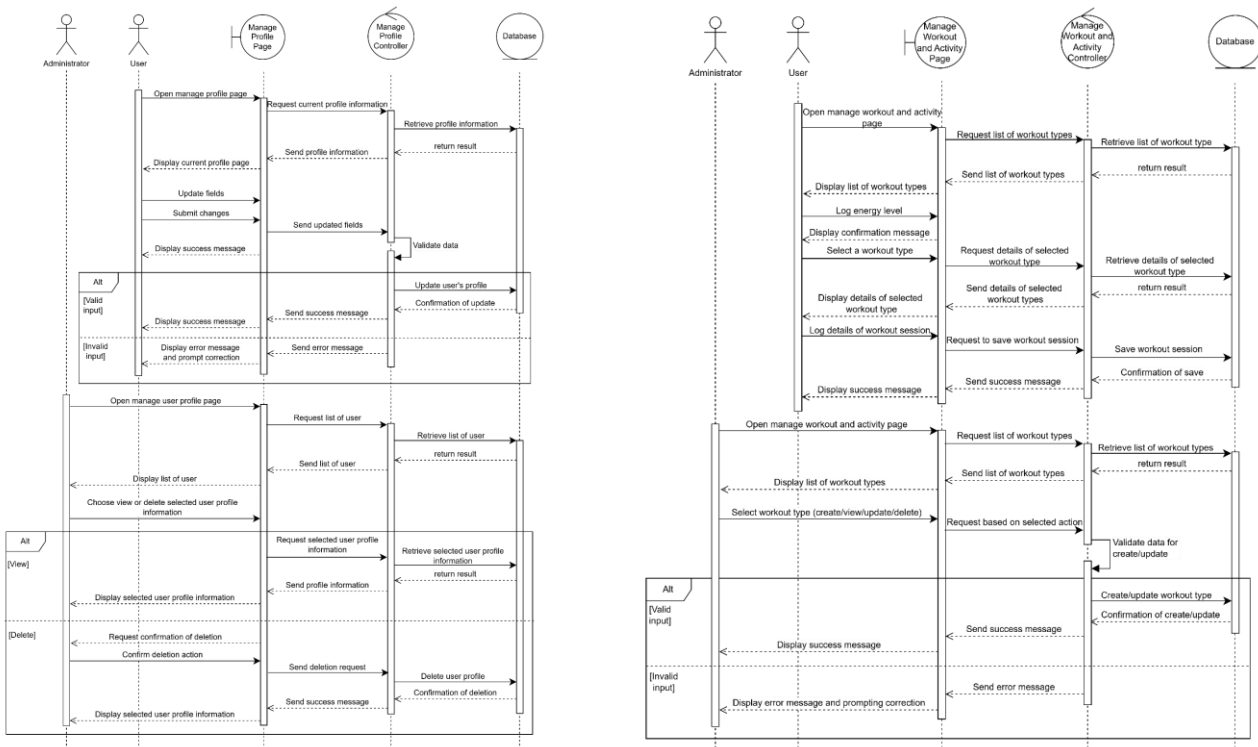 Manage
Profile
Page
Manage
Profile
Controller
Database
Administrator
User
Open manage profile page
Request current profile information
Retrieve profile information
return result
Send profile information
Display current profile page
Update fields
Submit changes
Send updated fields
Validate data
Display success message
Alt
[Valid
input]
Update user's profile
Confirmation of update
Send success message
Display success message
[Invalid
input]
Send error message
Display error message
and prompt correction
Open manage user profile page
Request list of user
Retrieve list of user
return result
Send list of user
Display list of user
Choose view or delete selected user profile
information
Alt
[View]
Request selected user profile
information
Retrieve selected user profile
information
return result
Send profile information
Display selected user profile information
[Delete]
Request confirmation of deletion
Confirm deletion action
Send deletion request
Delete user profile
Confirmation of deletion
Send success message
Display selected user profile information
Manage
Workout
and Activity
Page
Manage
Workout and
Activity
Controller
Database
Administrator
User
Open manage workout and activity
page
Request list of workout types
Retrieve list of workout type
return result
Send list of workout types
Display list of workout types
Log energy level
Display confirmation message
Select a workout type
Request details of selected
workout type
Retrieve details of selected
workout type
return result
Send details of selected
workout types
Display details of selected
workout type
Log details of workout session
Request to save workout session
Save workout session
Confirmation of save
Send success message
Display success message
Open manage workout and activity page
Request list of workout types
Retrieve list of workout types
return result
Send list of workout types
Display list of workout types
Select workout type (create/view/update/delete)
Request based on selected action
Validate data for
create/update
Alt
[Valid
input]
Create/update workout type
Confirmation of create/update
Send success message
Display success message
[Invalid
input]
Send error message
Display error message and prompting correction